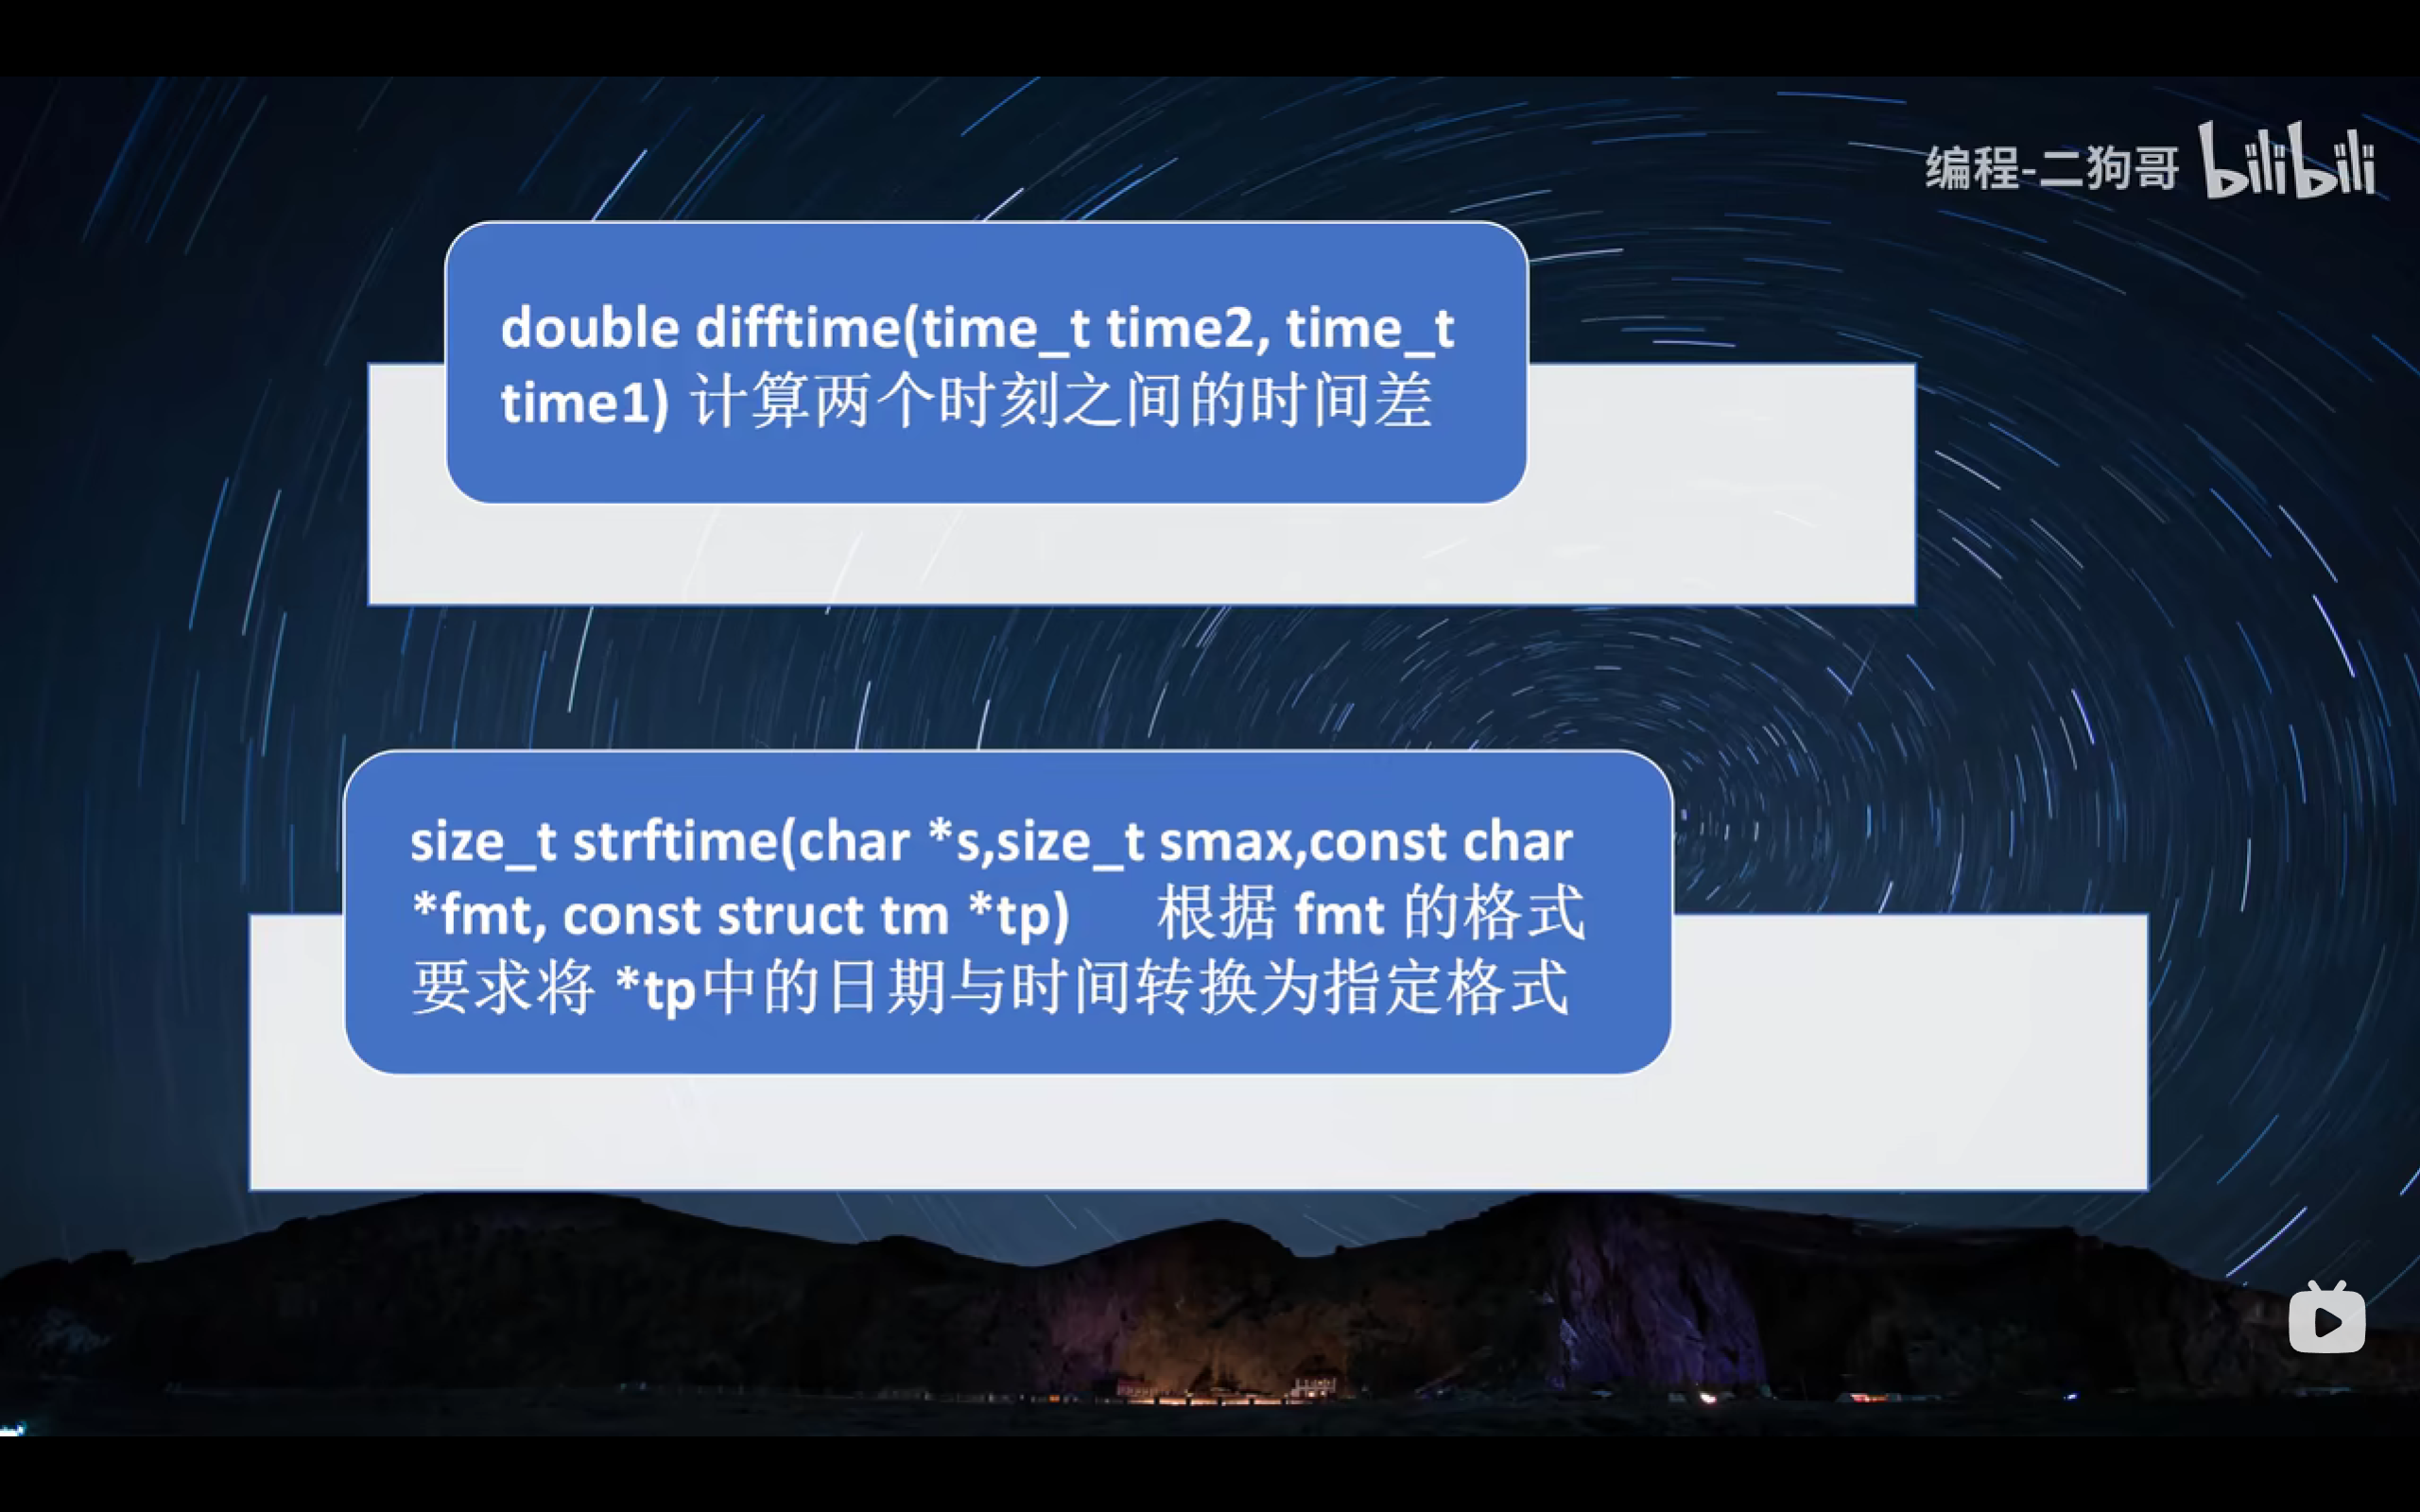 编程-二狗哥 bilibili
double difftime(time_t time2, time_t
time1) 计算两个时刻之间的时间差
size_t strftime(char *s,size_t smax,const char
*fmt, const struct tm *tp) 根据 fmt 的格式
要求将 *tp中的日期与时间转换为指定格式